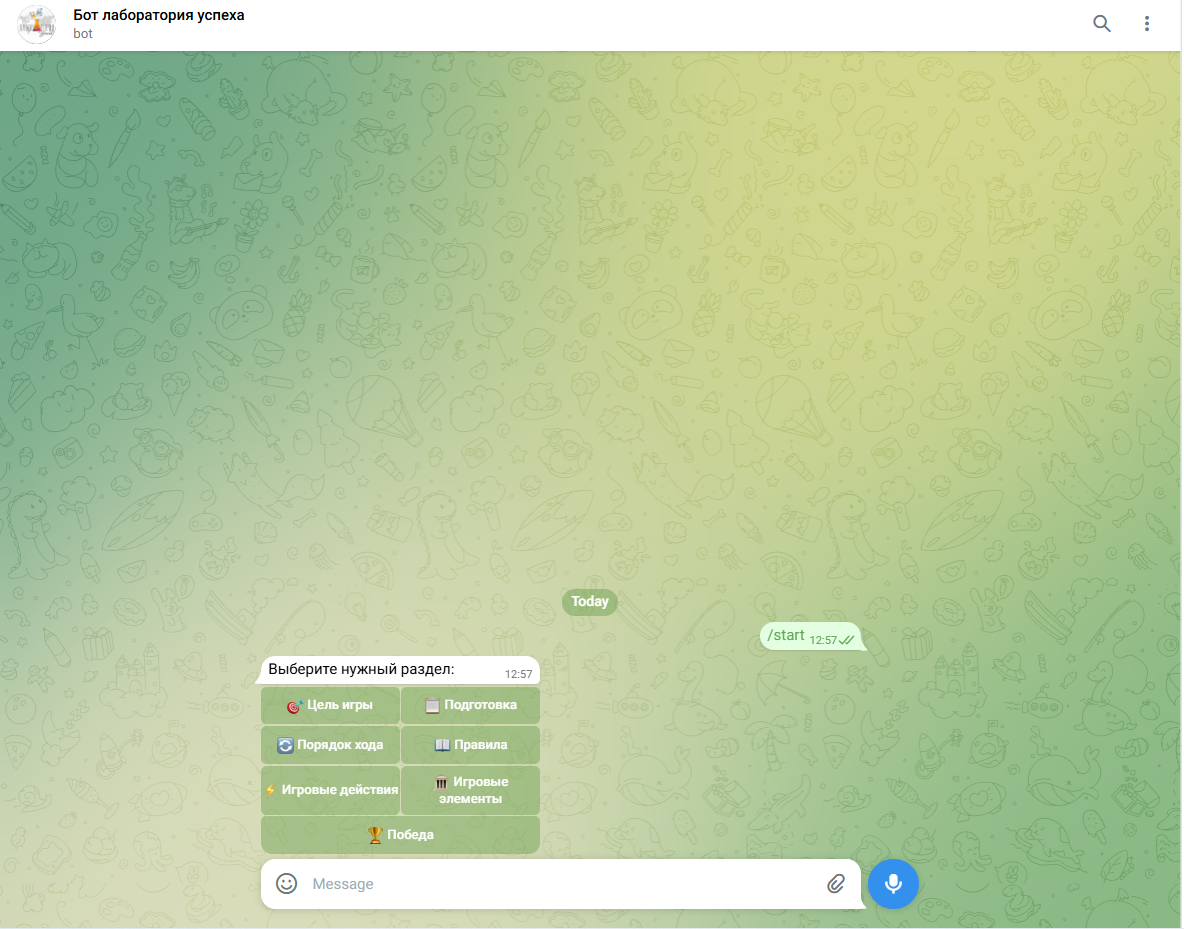 Бот лаборатория успеха
bot
Today
/start 12:57
Выберите нужный раздел: 12:57
Цель игры
Подготовка
Порядок хода
Правила
Игровые действия
Игровые
элементы
Победа
Message